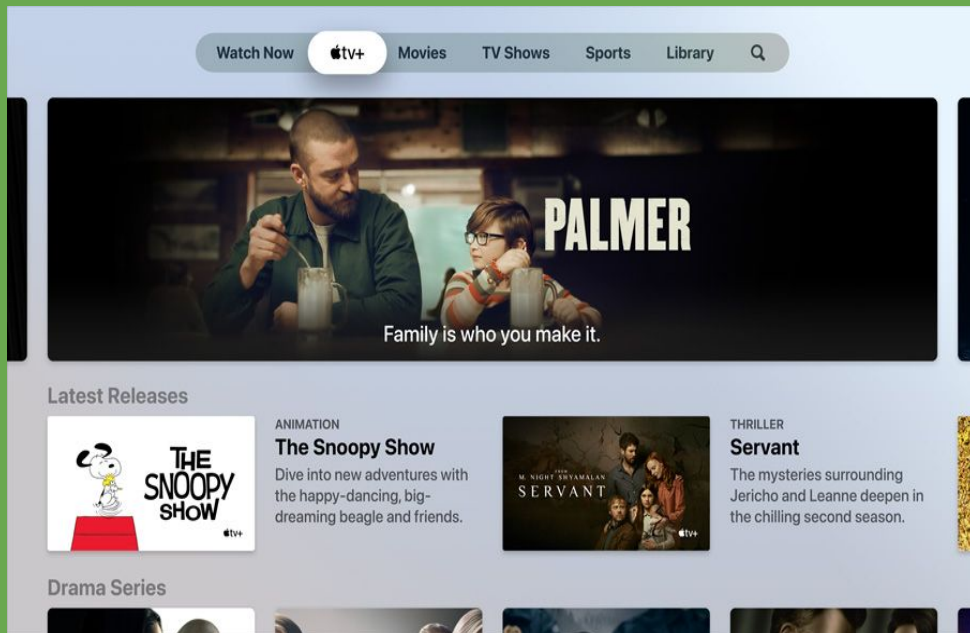 Watch Now
tv+
Movies
TV Shows
Sports
Library
PALMER
Family is who you make it.
Latest Releases
THE
SNOOPY
SHOW
tv+
ANIMATION
The Snoopy Show
Dive into new adventures with
the happy-dancing, big-
dreaming beagle and friends.
FROM
M. NIGHT SHYAMALAN
SERVANT
tv+
THRILLER
Servant
The mysteries surrounding
Jericho and Leanne deepen in
the chilling second season.
Drama Series